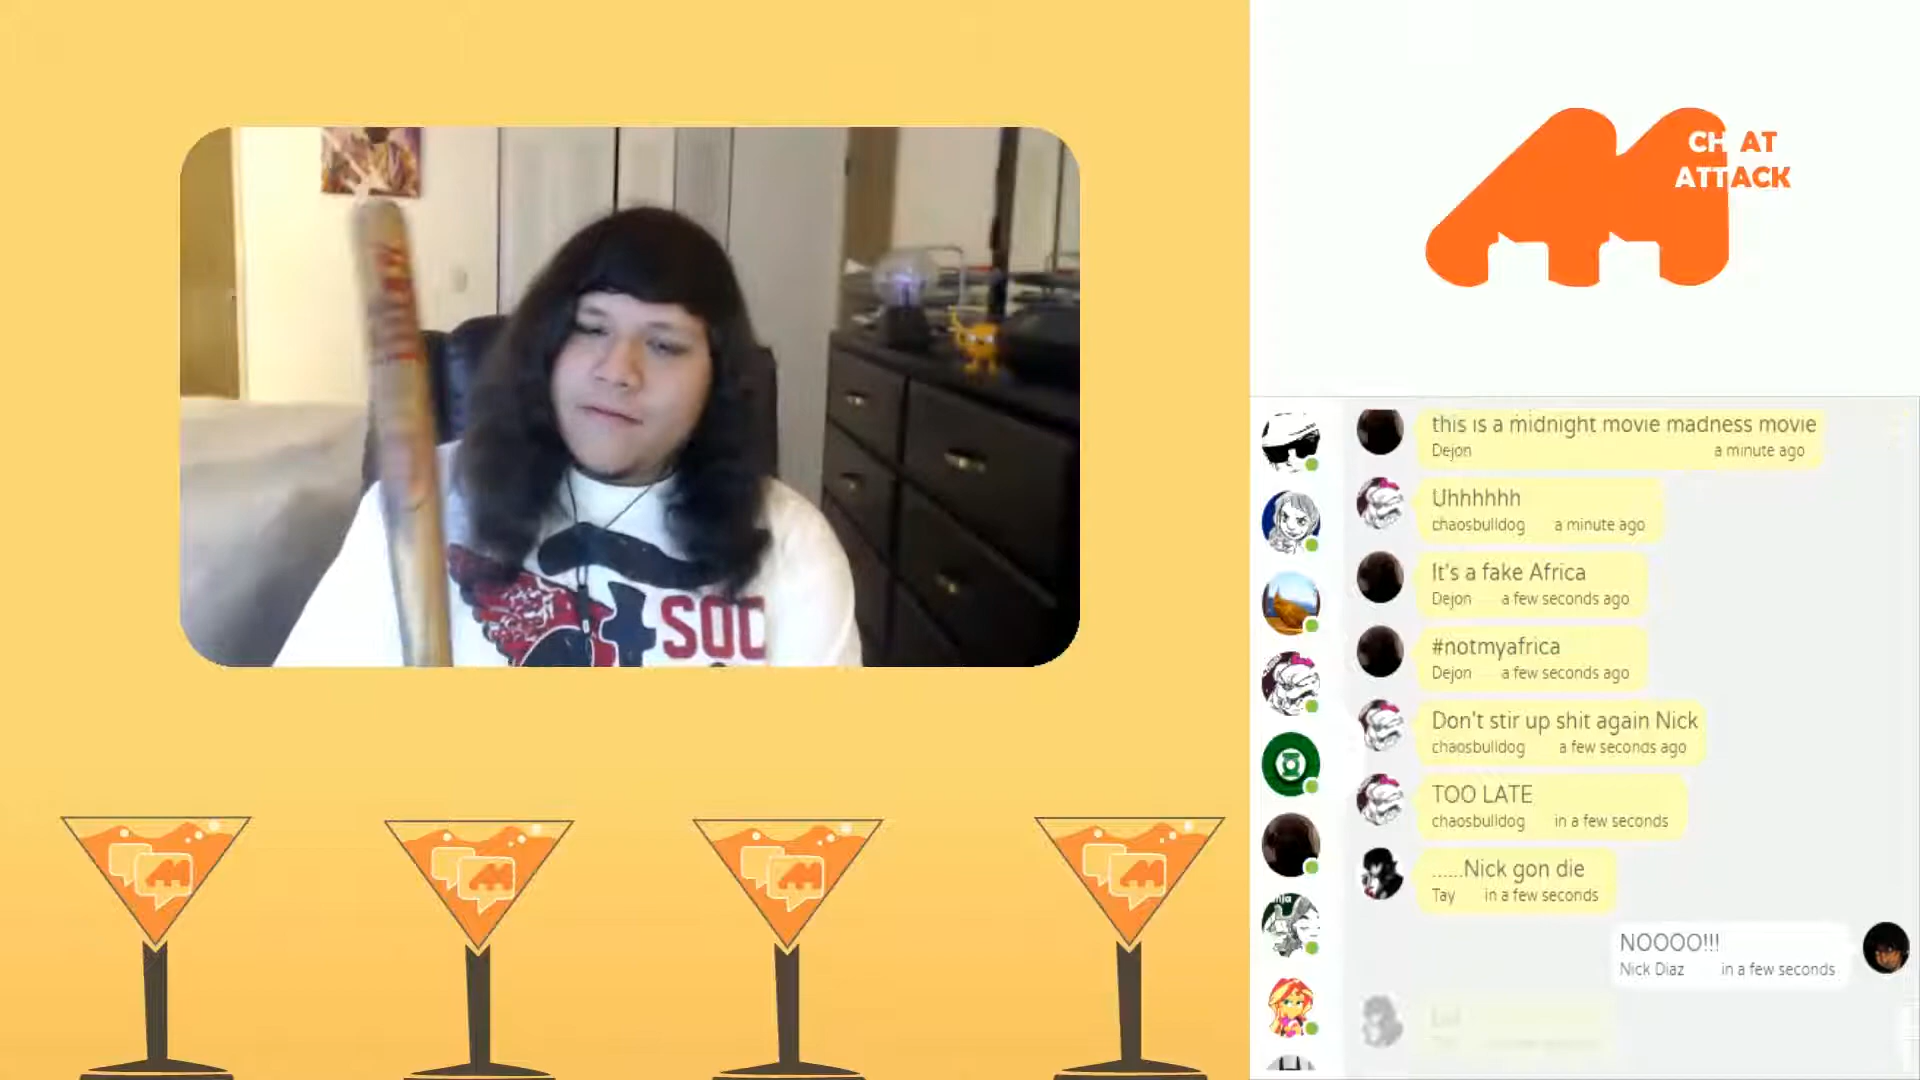 CHAT
ATTACK
SOC
this is a midnight movie madness movie
Dejon a minute ago
Uhhhhhh
chaosbulldog a minute ago
It's a fake Africa
Dejon a few seconds ago
#notmyafrica
Dejon a few seconds ago
Don't stir up shit again Nick
chaosbulldog a few seconds ago
TOO LATE
chaosbulldog in a few seconds
......Nick gon die
Tay in a few seconds
NOOOO!!!
Nick Diaz in a few seconds